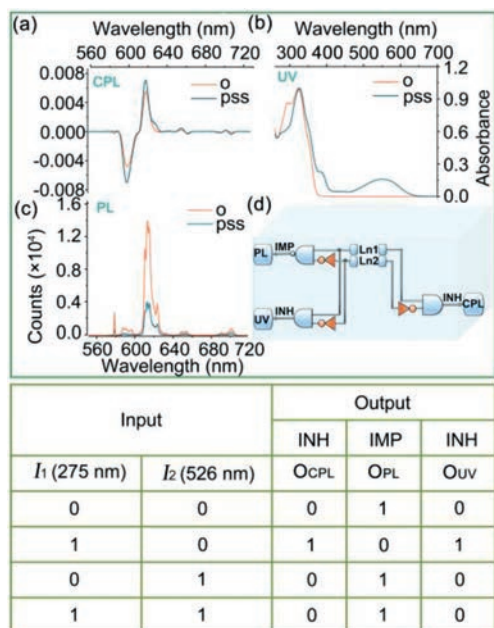 (a) Wavelength (nm)
560 600 640 680 720
0.008
0.004
0.000
-0.004
-0.008
CPL
o
pss
(b) Wavelength (nm)
300 400 500 600 700
UV
o
pss
1.2
0.9
0.6
0.3
0.0
Absorbance
(c)
PL
o
pss
1.6
1.2
0.8
0.4
0.0
Counts (×10⁴)
560 600 640 680 720
Wavelength (nm)
(d)
PL IMP Ln1
Ln2
UV INH INH CPL
Input Output
INH IMP INH
I₁ (275 nm) I₂ (526 nm) OCPL OPL OUV
0 0 0 1 0
1 0 1 0 1
0 1 0 1 0
1 1 0 1 0